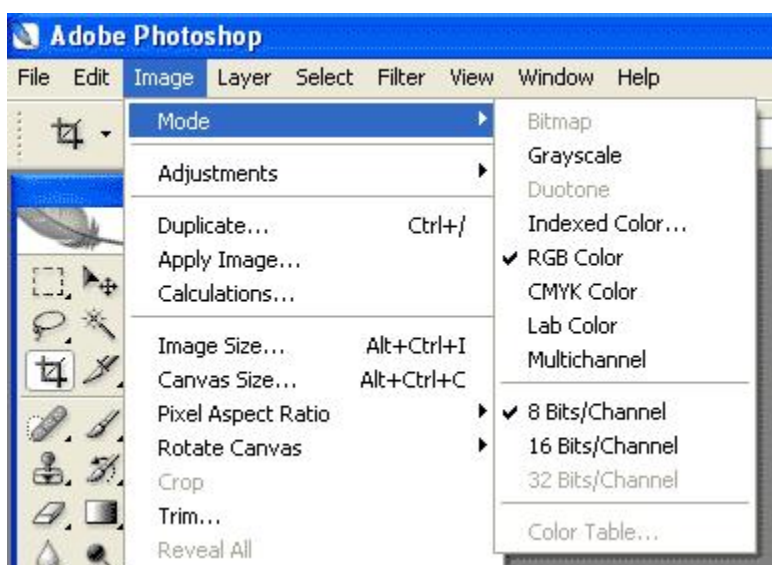 Adobe Photoshop
File Edit Image Layer Select Filter View Window Help
Mode
Adjustments
Duplicate... Ctrl+/
Apply Image...
Calculations...
Image Size... Alt+Ctrl+I
Canvas Size... Alt+Ctrl+C
Pixel Aspect Ratio
Rotate Canvas
Crop
Trim...
Reveal All
Bitmap
Grayscale
Duotone
Indexed Color...
RGB Color
CMYK Color
Lab Color
Multichannel
8 Bits/Channel
16 Bits/Channel
32 Bits/Channel
Color Table...